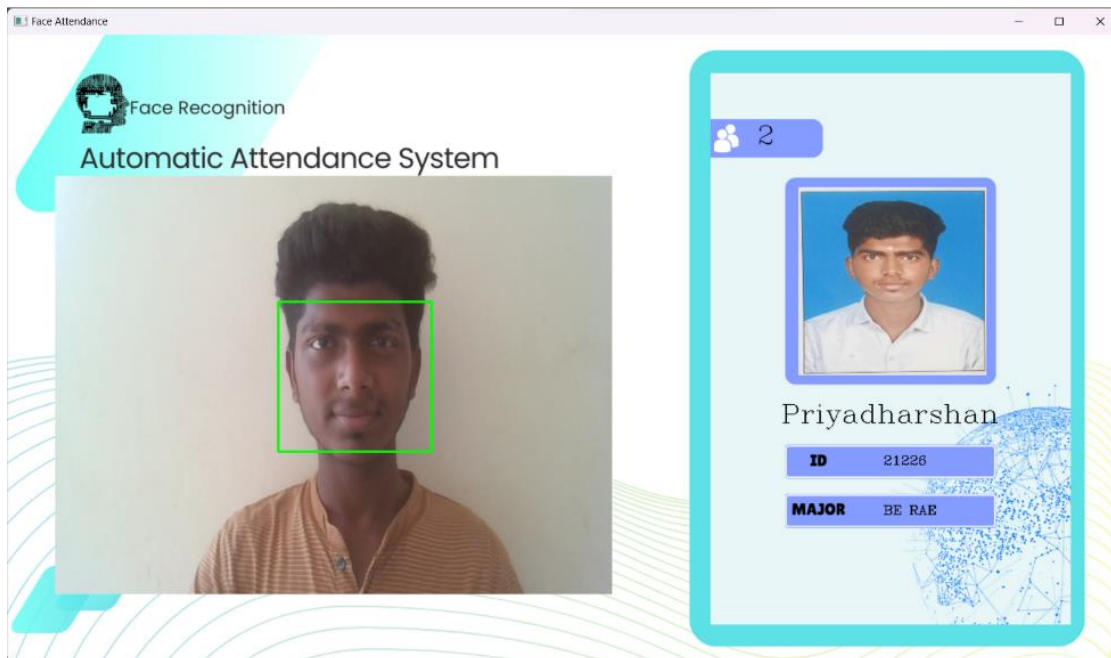 Face Attendance
Face Recognition
Automatic Attendance System
2
Priyadharshan
ID 21226
MAJOR BE RAE